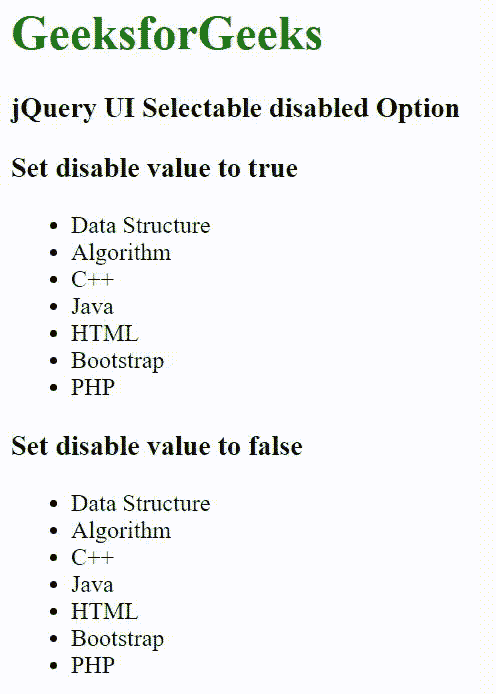 GeeksforGeeks
jQuery UI Selectable disabled Option
Set disable value to true
Data Structure
Algorithm
C++
Java
HTML
Bootstrap
PHP
Set disable value to false
Data Structure
Algorithm
C++
Java
HTML
Bootstrap
PHP